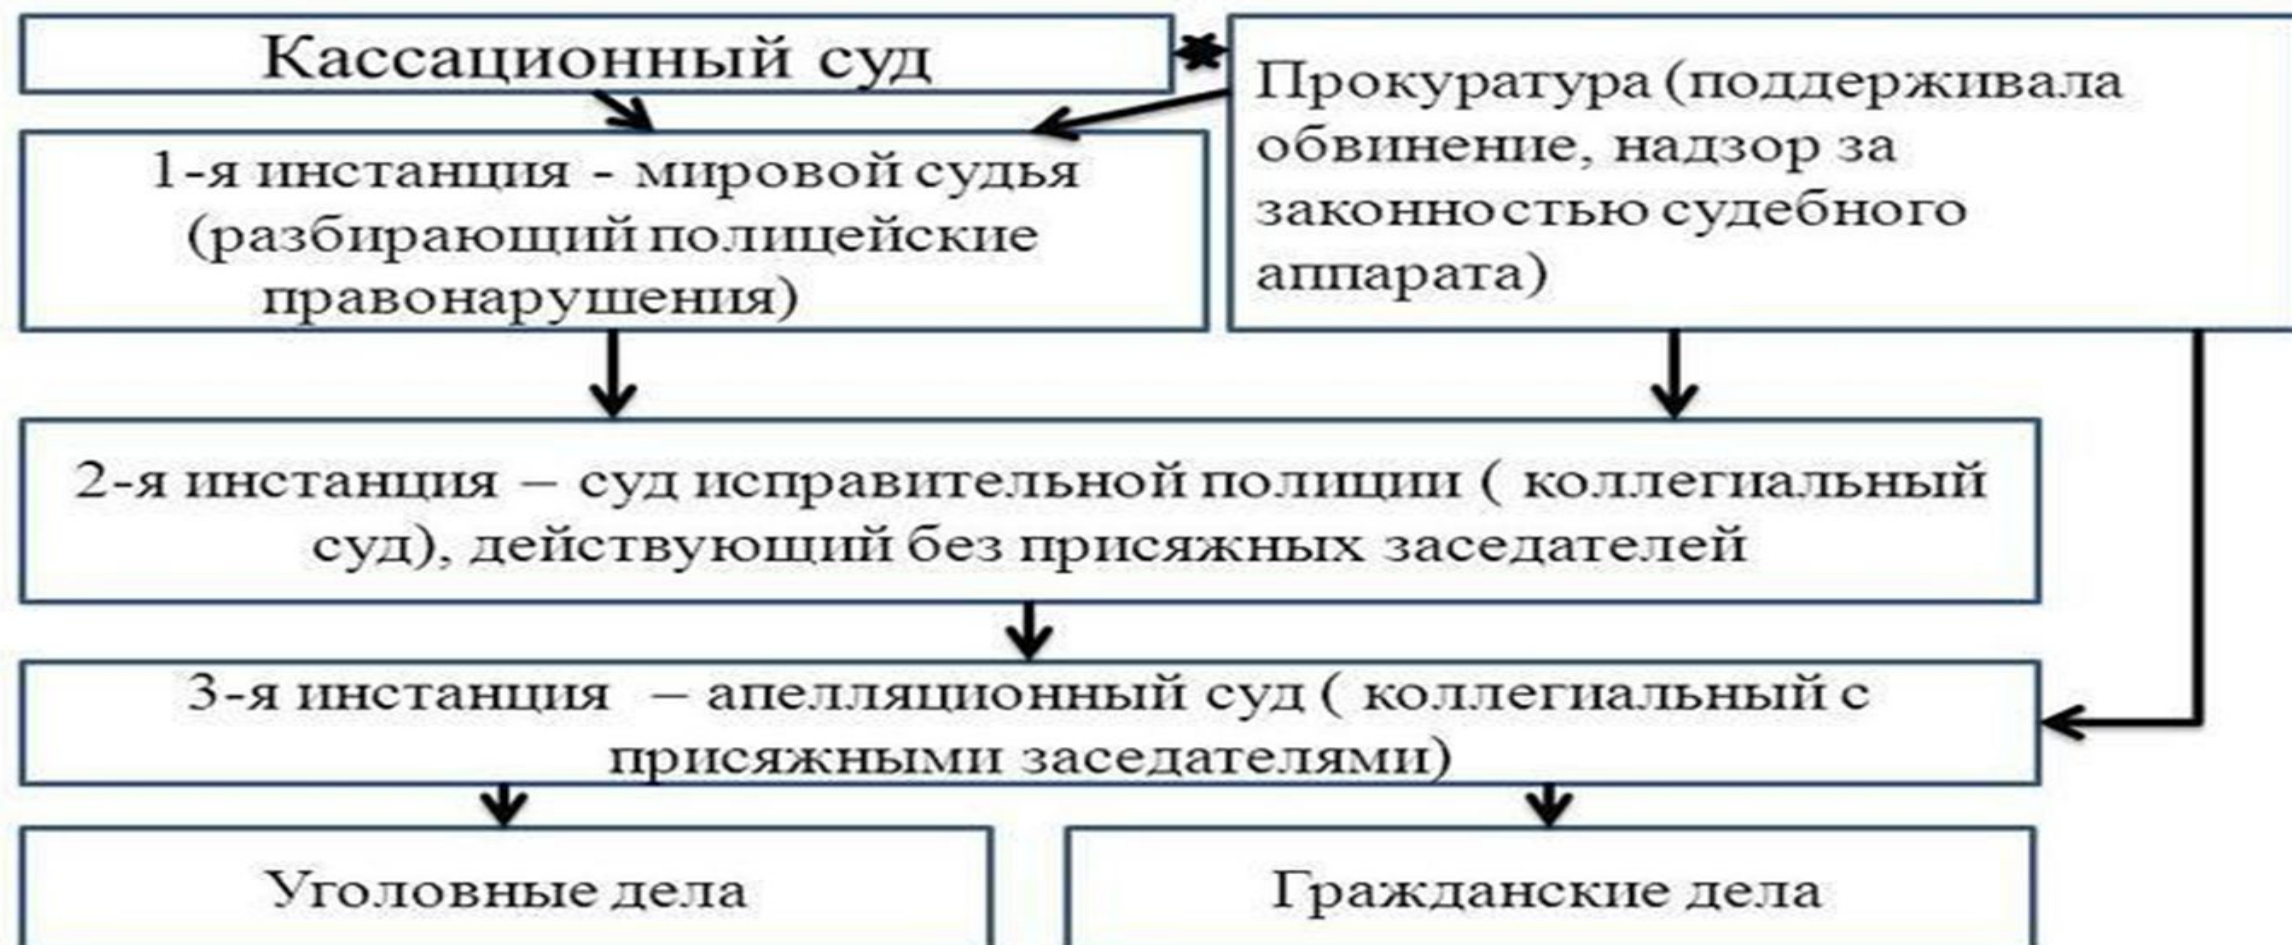 Кассационный суд
Прокуратура (поддерживала
обвинение, надзор за
законностью судебного
аппарата)
1-я инстанция - мировой судья
(разбирающий полицейские
правонарушения)
2-я инстанция – суд исправительной полиции ( коллегиальный
суд), действующий без присяжных заседателей
3-я инстанция – апелляционный суд ( коллегиальный с
присяжными заседателями)
Уголовные дела
Гражданские дела